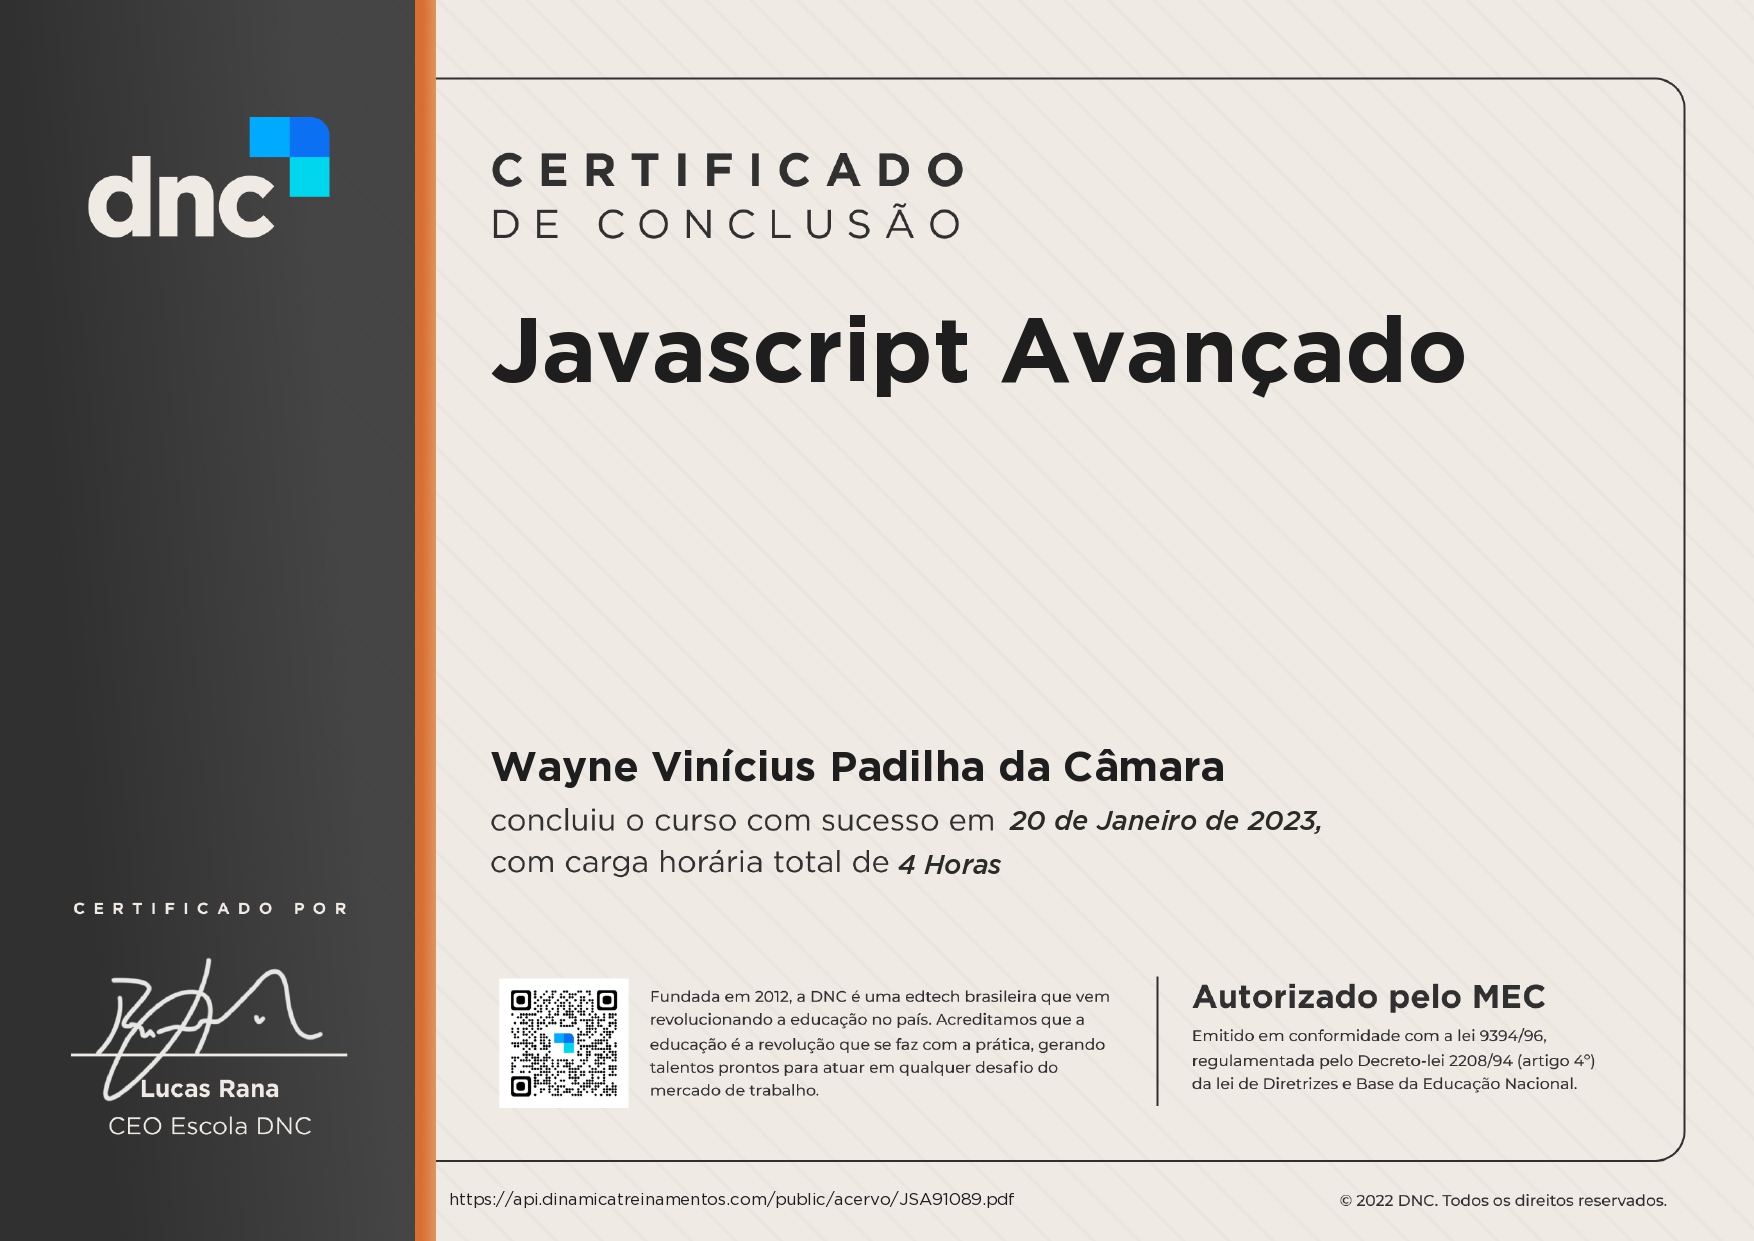 dnc
CERTIFICADO
DE CONCLUSÃO
Javascript Avançado
Wayne Vinícius Padilha da Câmara
concluiu o curso com sucesso em 20 de Janeiro de 2023,
com carga horária total de 4 Horas
CERTIFICADO POR
Lucas Rana
CEO Escola DNC
Fundada em 2012, a DNC é uma edtech brasileira que vem
revolucionando a educação no país. Acreditamos que a
educação é a revolução que se faz com a prática, gerando
talentos prontos para atuar em qualquer desafio do
mercado de trabalho.
Autorizado pelo MEC
Emitido em conformidade com a lei 9394/96,
regulamentada pelo Decreto-lei 2208/94 (artigo 4º)
da lei de Diretrizes e Base da Educação Nacional.
https://api.dinamicatreinamentos.com/public/acervo/JSA91089.pdf
© 2022 DNC. Todos os direitos reservados.